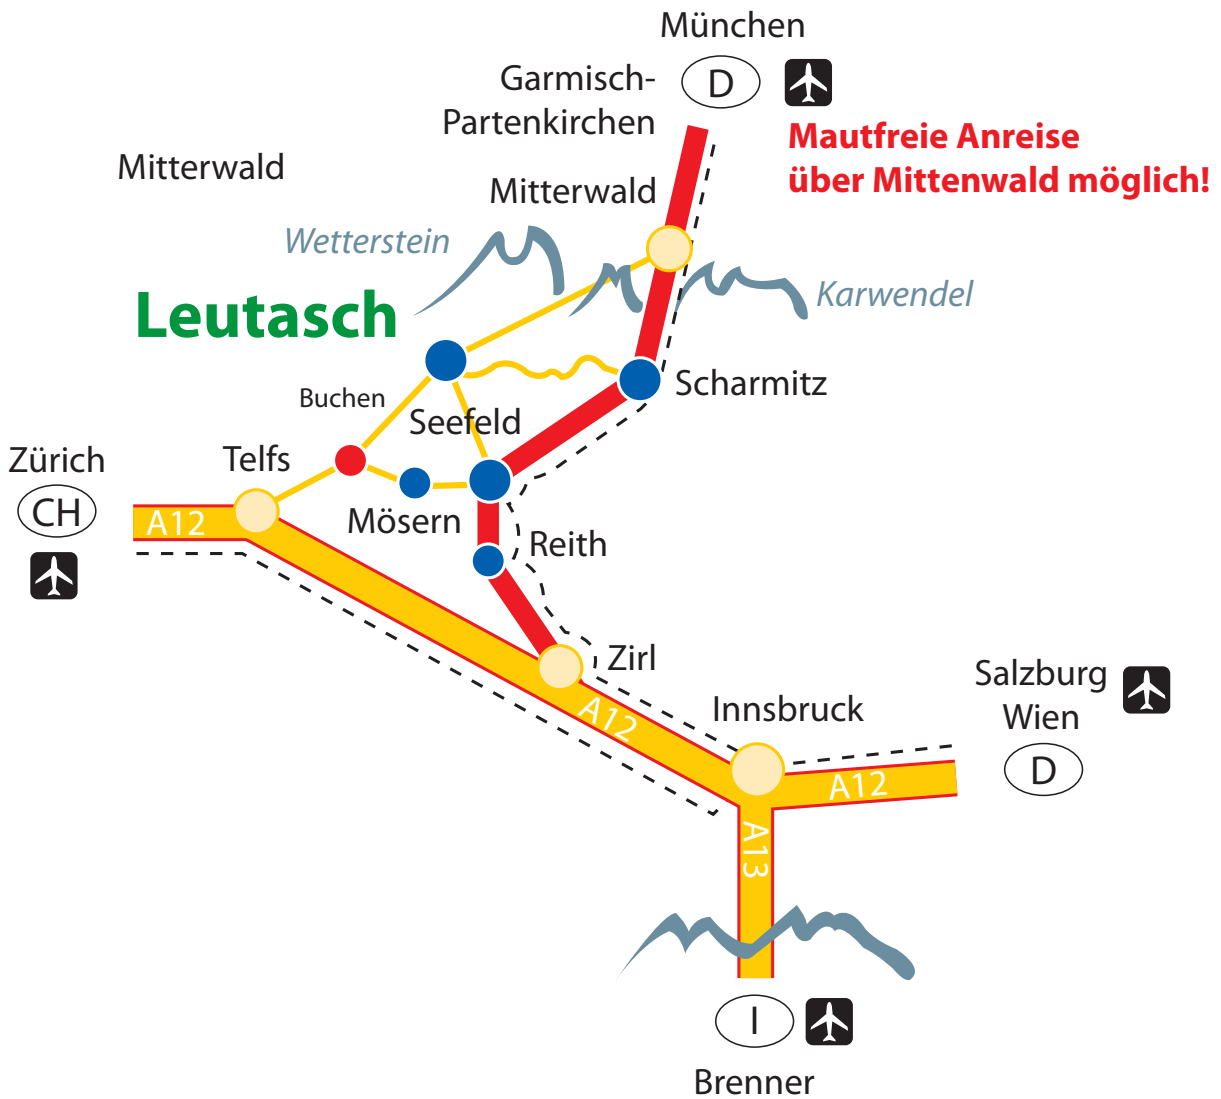 München
Garmisch-
Partenkirchen
D
Mautfreie Anreise
über Mittenwald möglich!
Mitterwald
Mitterwald
Wetterstein
Karwendel
Leutasch
Scharmitz
Buchen
Seefeld
Telfs
Zürich
CH
A12
Mösern
Reith
Zirl
A12
Innsbruck
Salzburg
Wien
D
A12
A13
I
Brenner